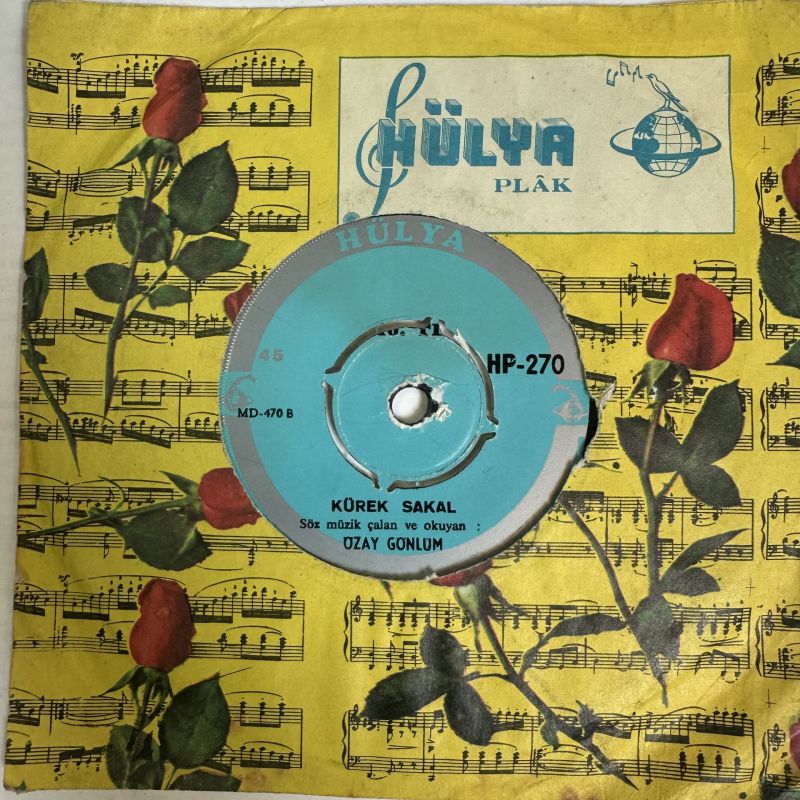 HÜLYA
PLÂK
HÜLYA
45
HP-270
MD-470 B
KÜREK SAKAL
Söz müzik çalan ve okuyan :
ÖZAY GÖNLÜM